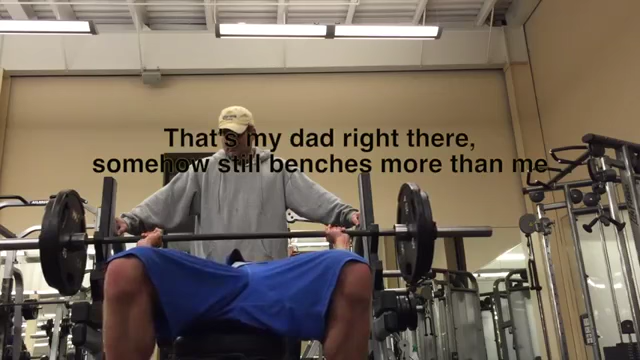 That's my dad right there,
somehow still benches more than me